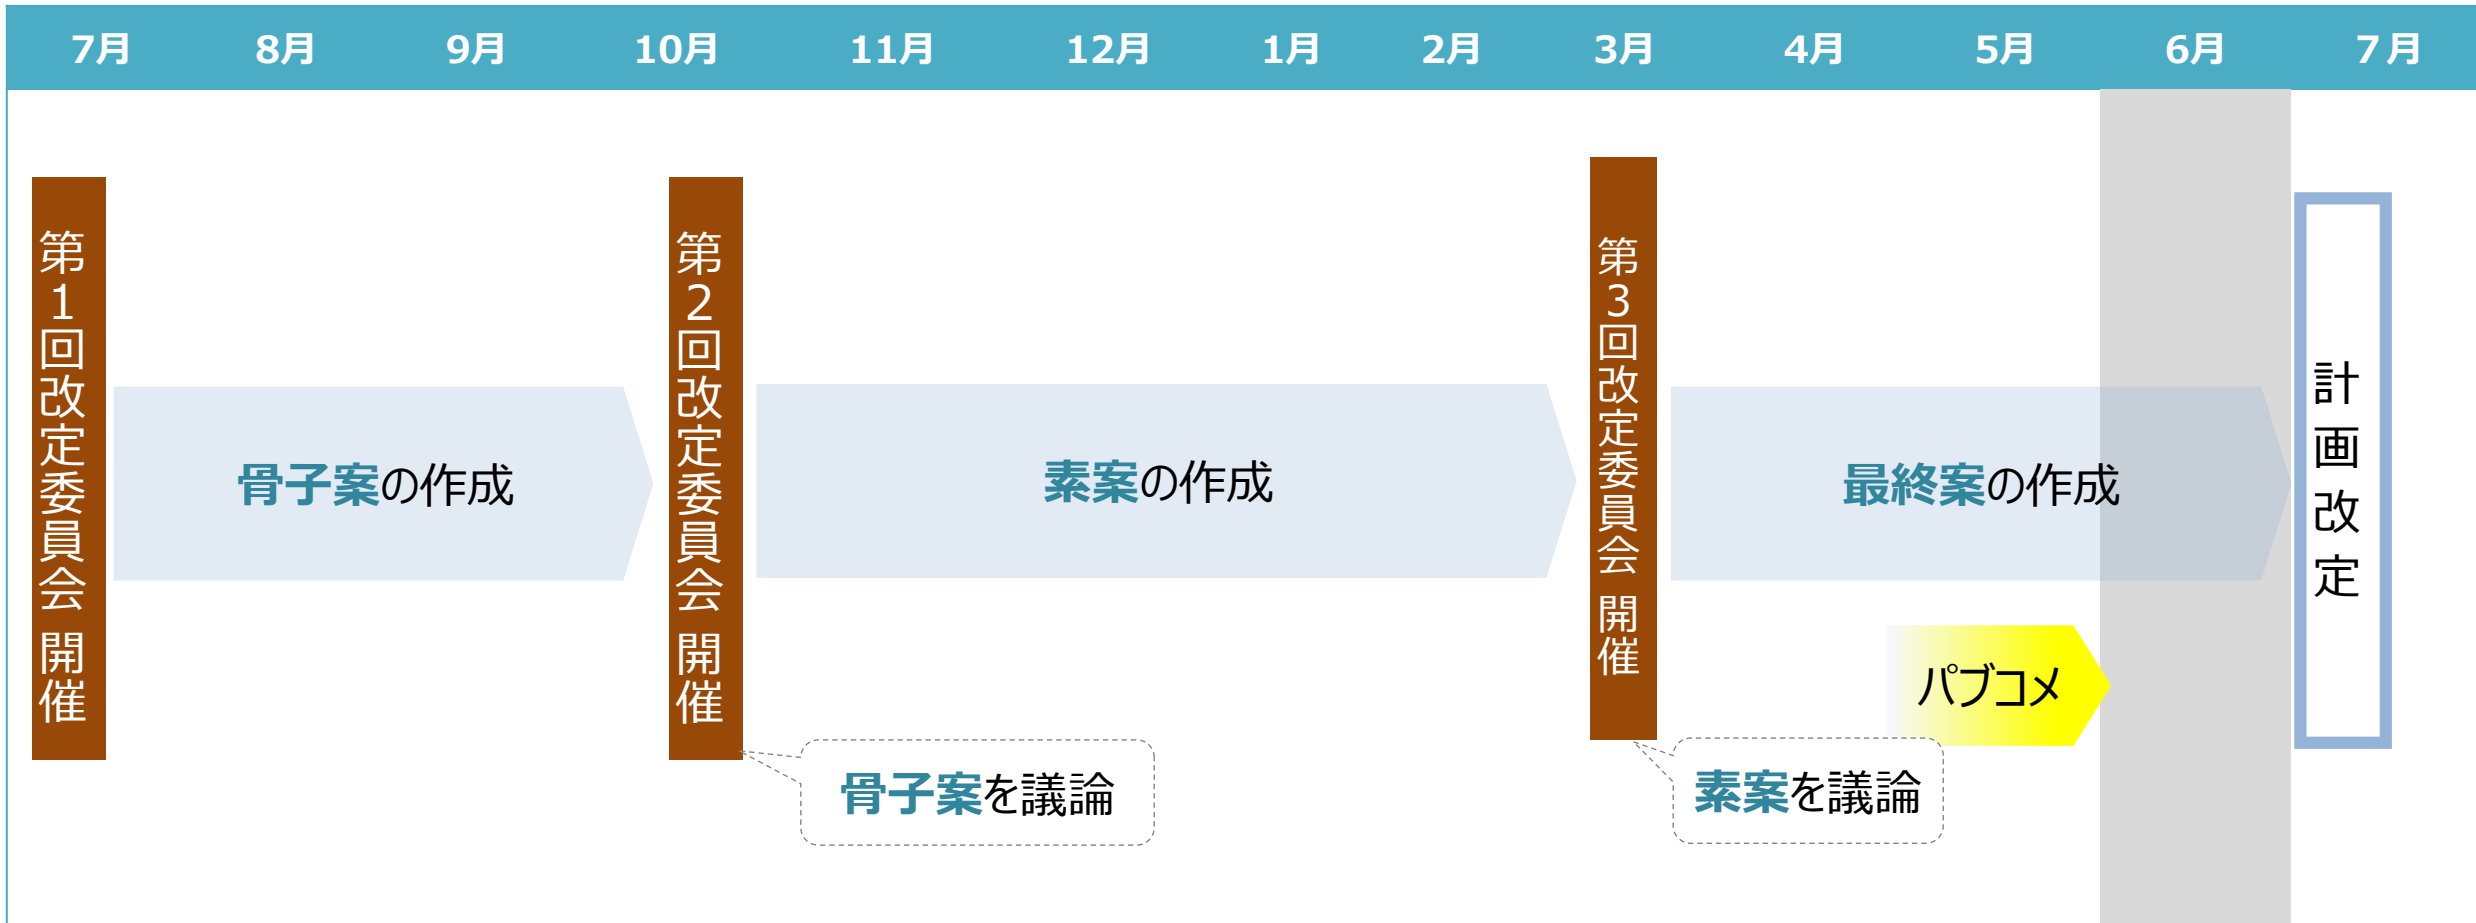 7月 8月 9月 10月 11月 12月 1月 2月 3月 4月 5月 6月 7月
第1回改定委員会 開催
骨子案の作成
第2回改定委員会 開催
骨子案を議論
素案の作成
第3回改定委員会 開催
素案を議論
最終案の作成
パブコメ
計画改定